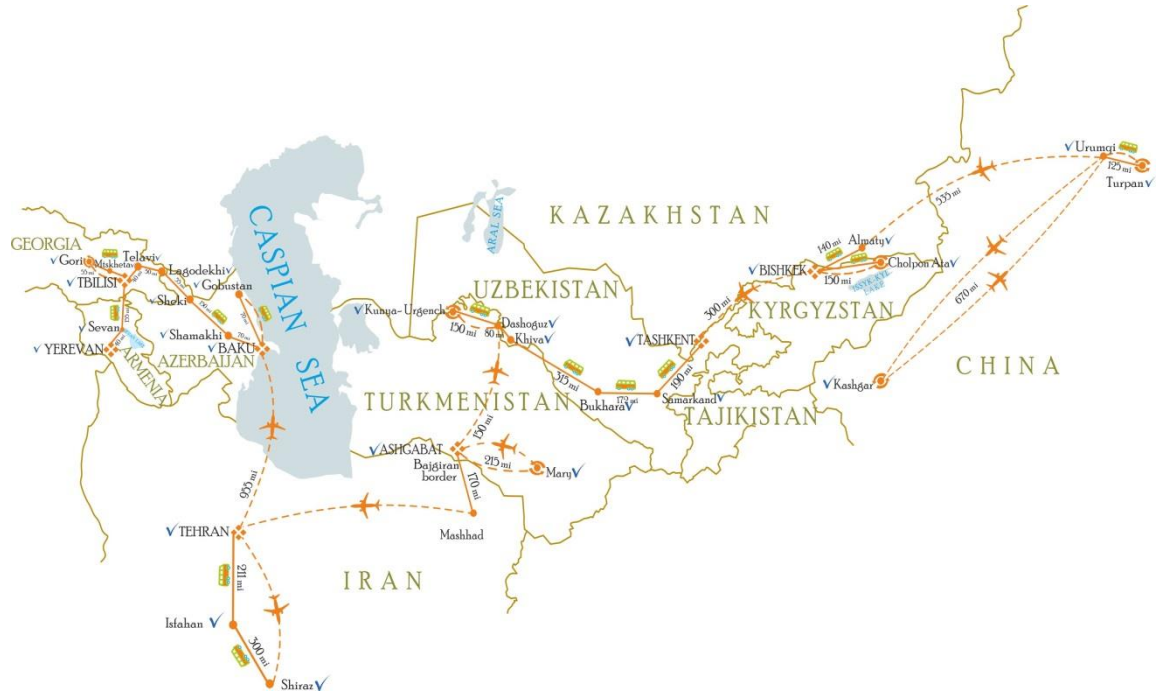 GEORGIA
Gori
Mtskheta
Telavi
TBILISI
Lagodekhi
Gobustan
Sheki
Sevan
Shamakhi
YEREVAN
ARMENIA
AZERBAIJAN
BAKU
70 mi
CASPIAN SEA
ARAL SEA
KAZAKHSTAN
UZBEKISTAN
Kunya-Urgench
150 mi
80 mi
Dashoguz
Khiva
TURKMENISTAN
315 mi
Bukhara
172 mi
Samarkand
190 mi
TASHKENT
300 mi
BISHKEK
140 mi
Almaty
150 mi
Cholpon Ata
KYRGYZSTAN
TAJIKISTAN
535 mi
Urumqi
125 mi
Turpan
670 mi
Kashgar
CHINA
150 mi
ASHGABAT
Bajgiran
border
215 mi
Mary
170 mi
Mashhad
955 mi
TEHRAN
211 mi
IRAN
Isfahan
300 mi
Shiraz